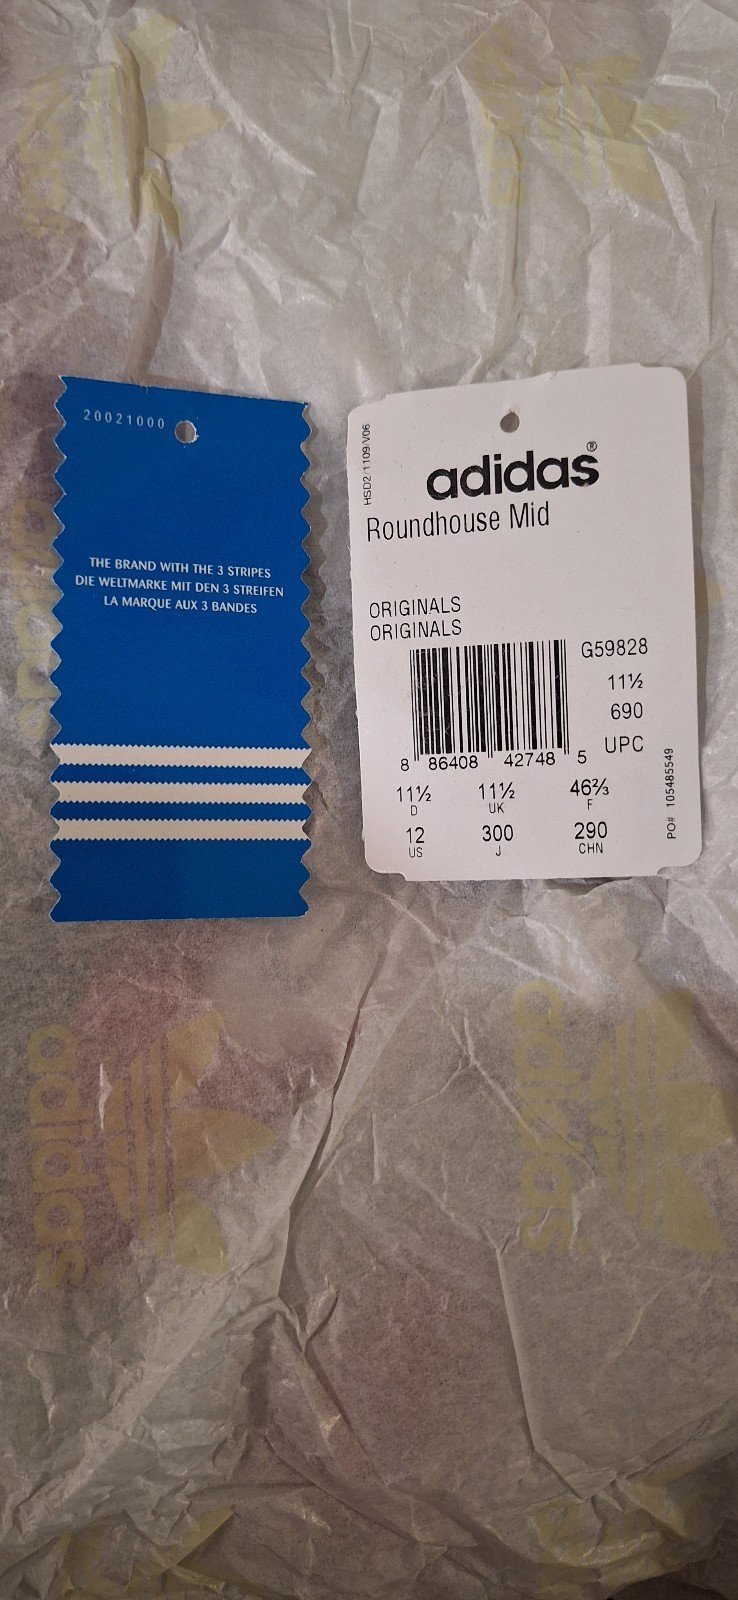 20021000
THE BRAND WITH THE 3 STRIPES
DIE WELTMARKE MIT DEN 3 STREIFEN
LA MARQUE AUX 3 BANDES
HSD2/1109/V06
adidas®
Roundhouse Mid
ORIGINALS
ORIGINALS
G59828
11½
690
UPC
8 86408 42748 5
11½ 11½ 46⅔
D UK F
12 300 290
US J CHN
PO# 105485549
adidas
adidas
adidas
adidas